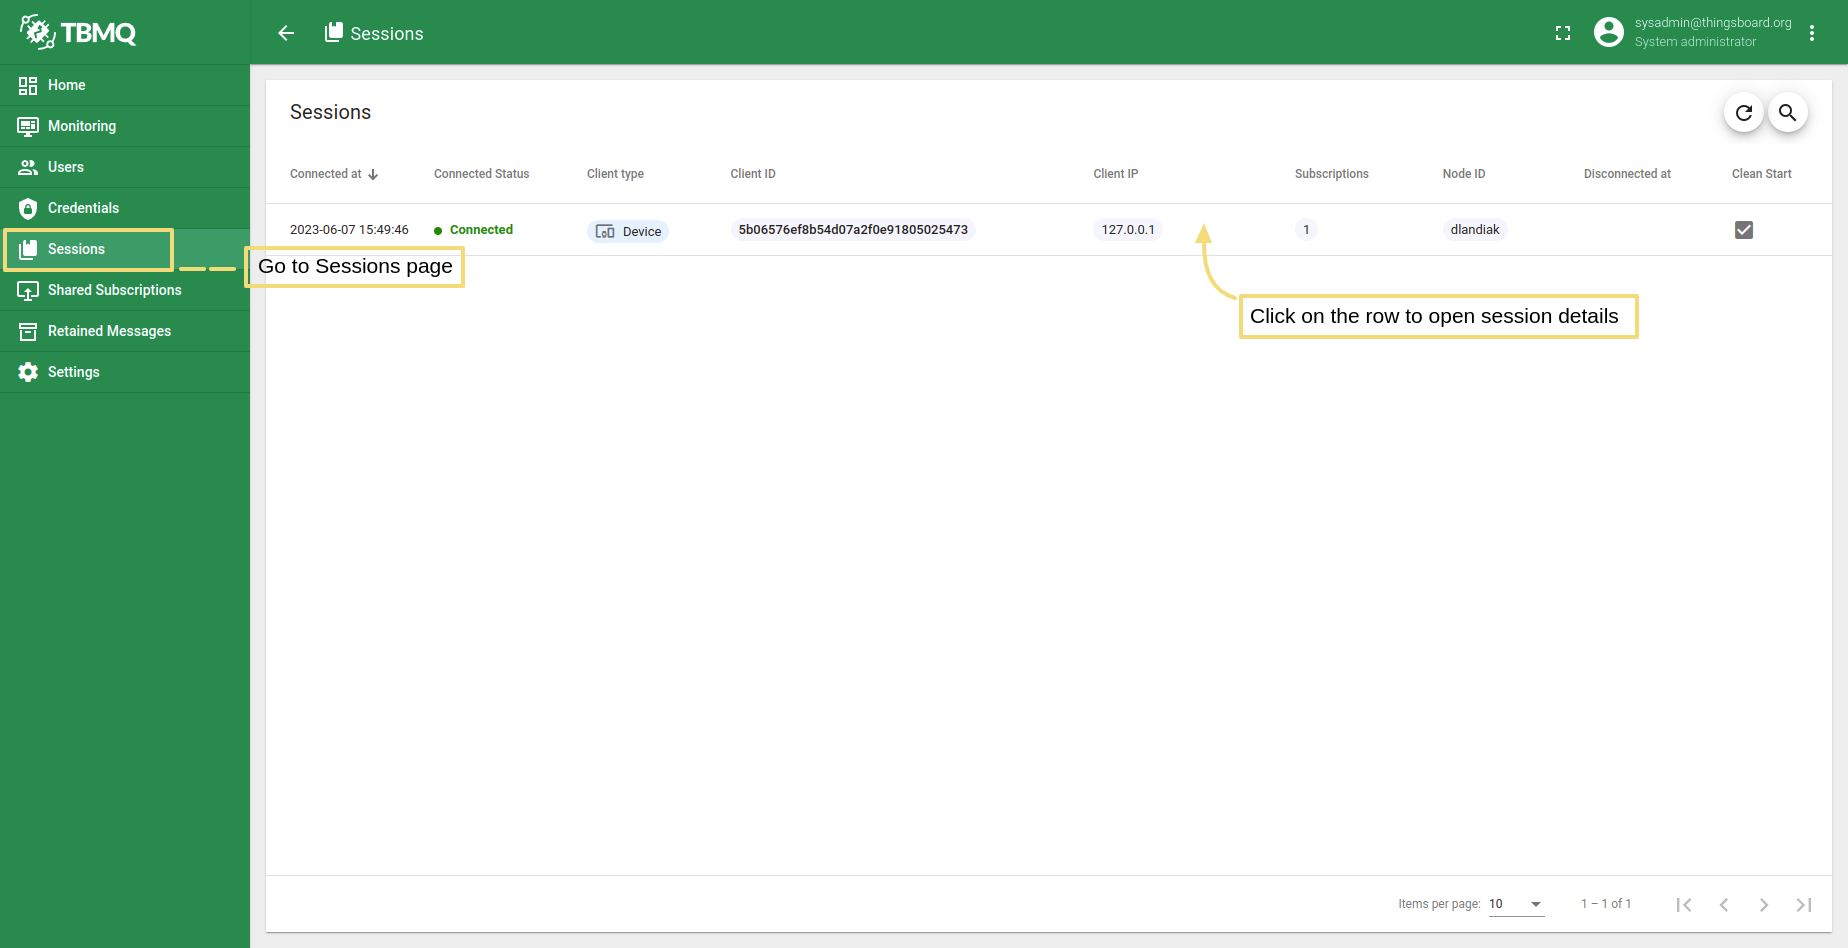 TBMQ
Sessions
sysadmin@thingsboard.org
System administrator
Home
Monitoring
Users
Credentials
Sessions
Shared Subscriptions
Retained Messages
Settings
Go to Sessions page
Sessions
Connected at Connected Status Client type Client ID Client IP Subscriptions Node ID Disconnected at Clean Start
2023-06-07 15:49:46 Connected Device 5b06576ef8b54d07a2f0e91805025473 127.0.0.1 1 dlandiak
Click on the row to open session details
Items per page: 10 1 – 1 of 1